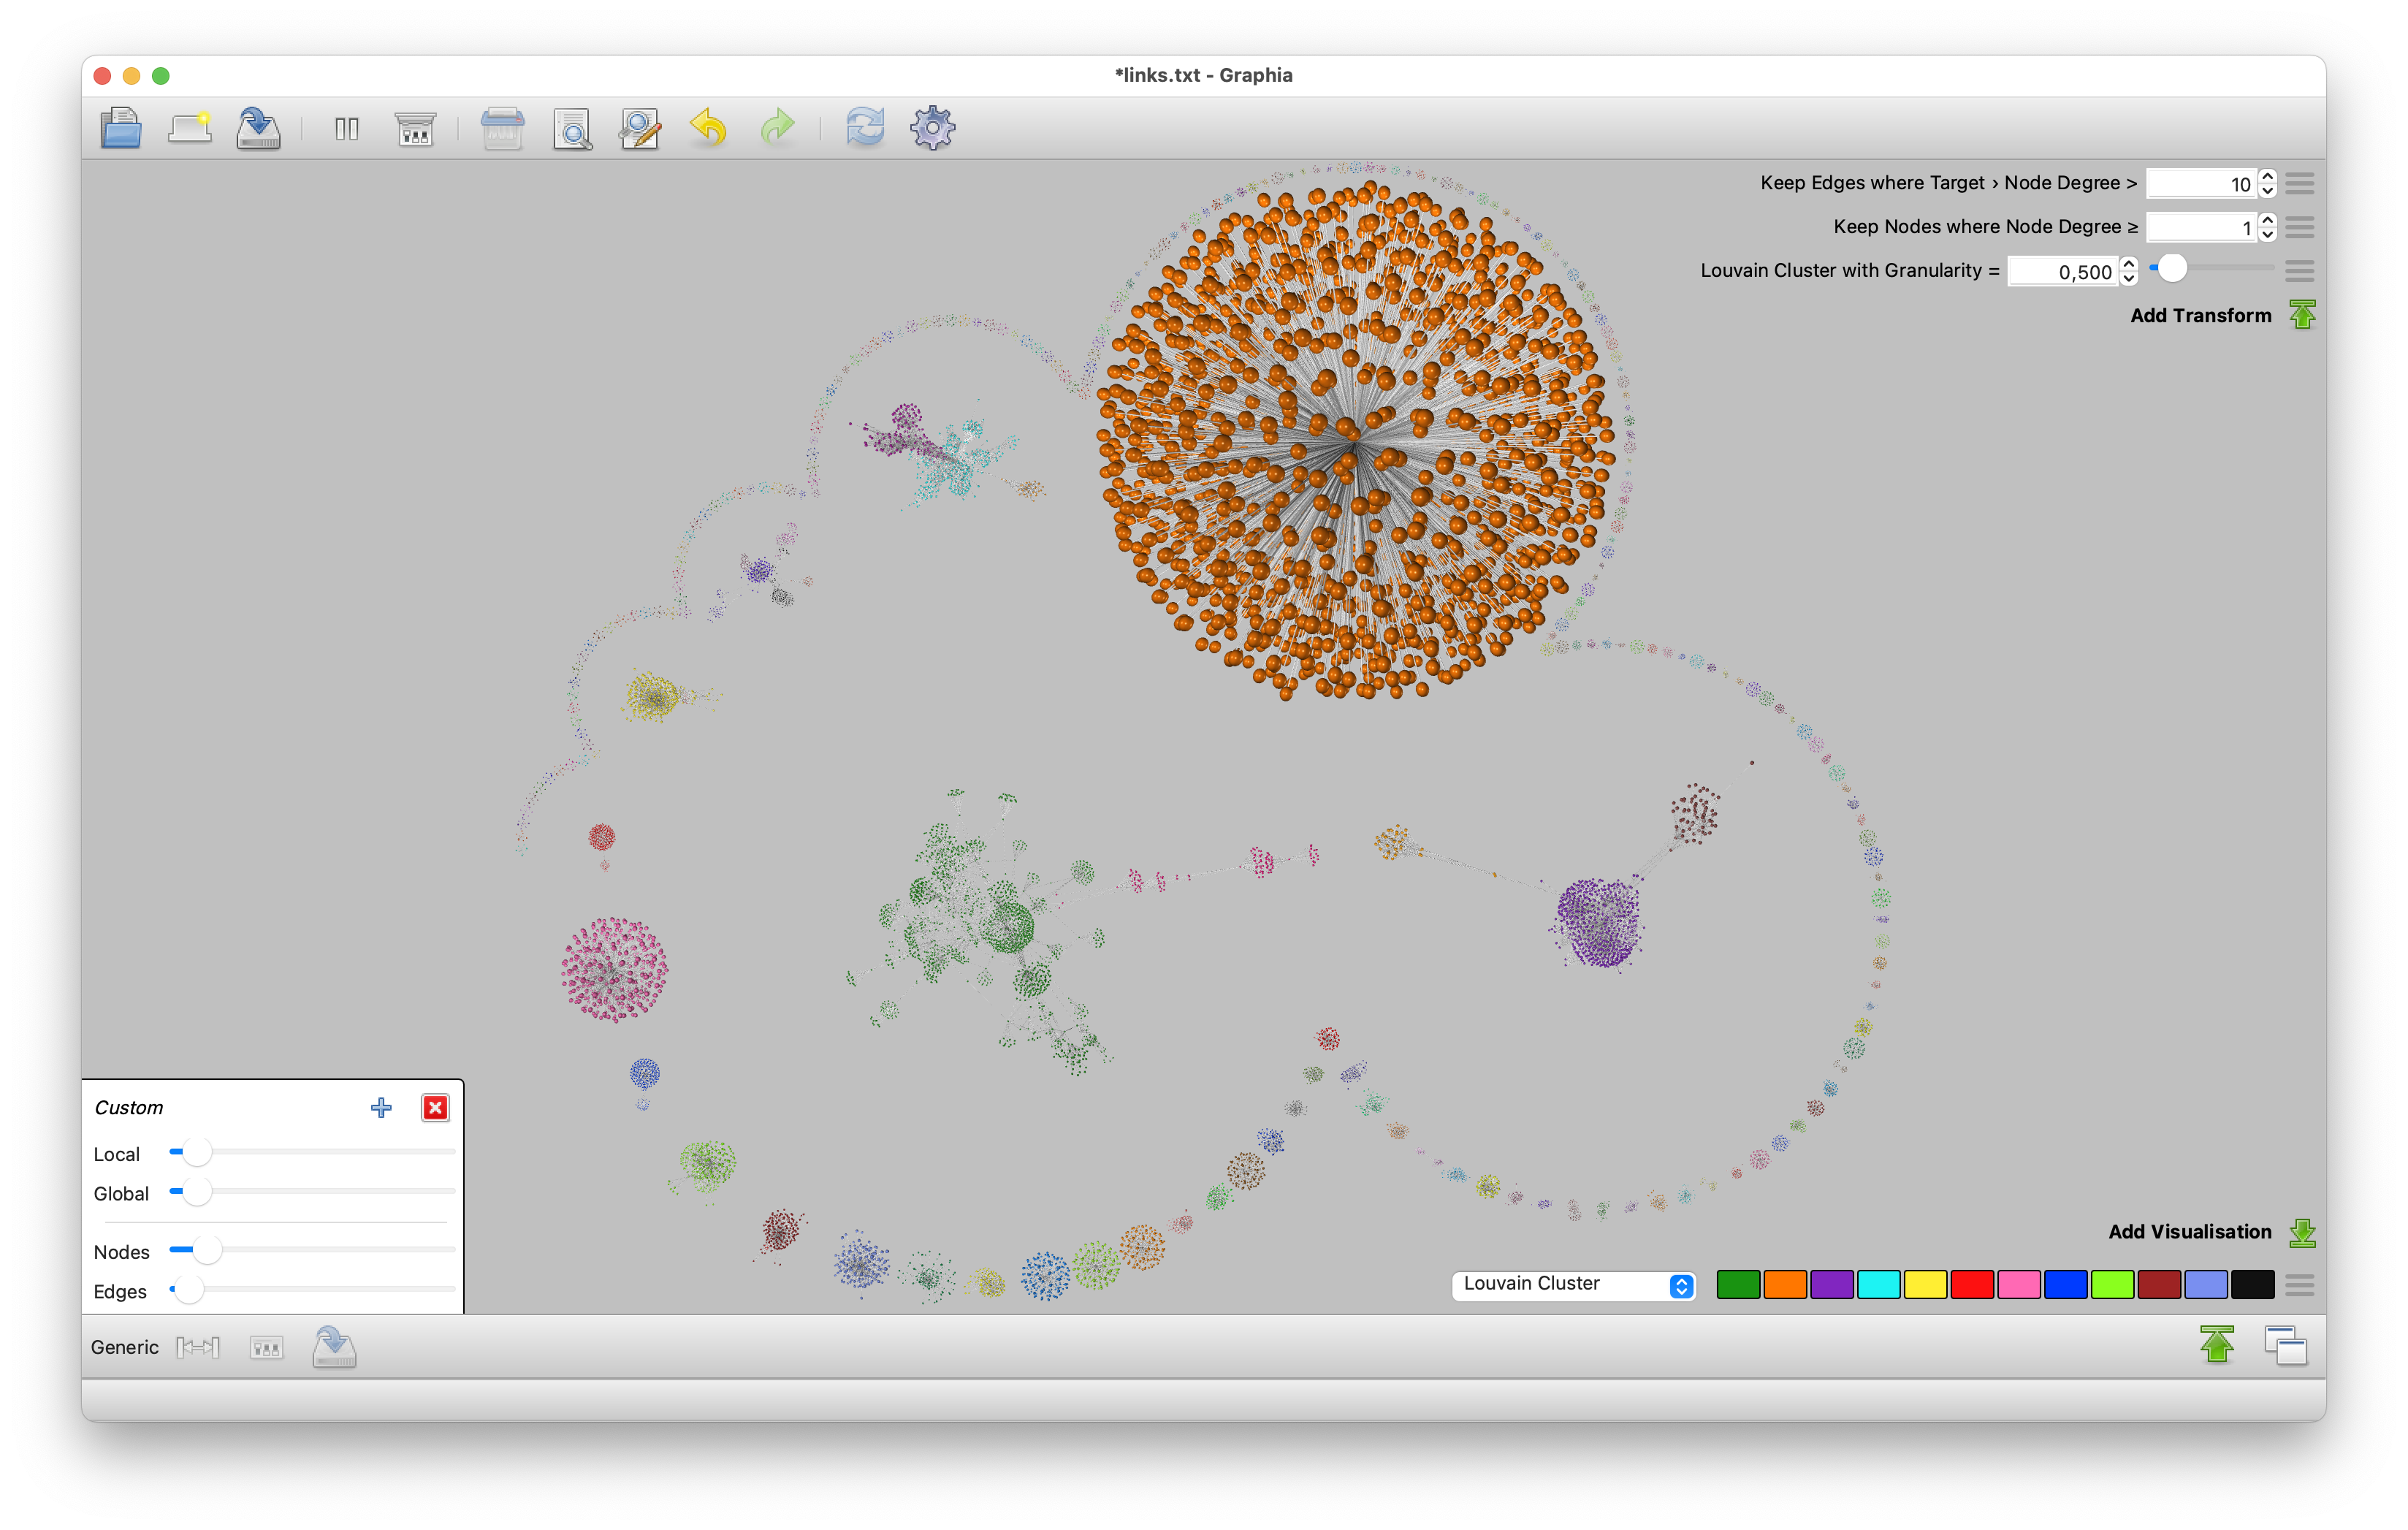 *links.txt - Graphia
Keep Edges where Target › Node Degree > 10
Keep Nodes where Node Degree ≥ 1
Louvain Cluster with Granularity = 0,500
Add Transform
Custom
Local
Global
Nodes
Edges
Add Visualisation
Louvain Cluster
Generic